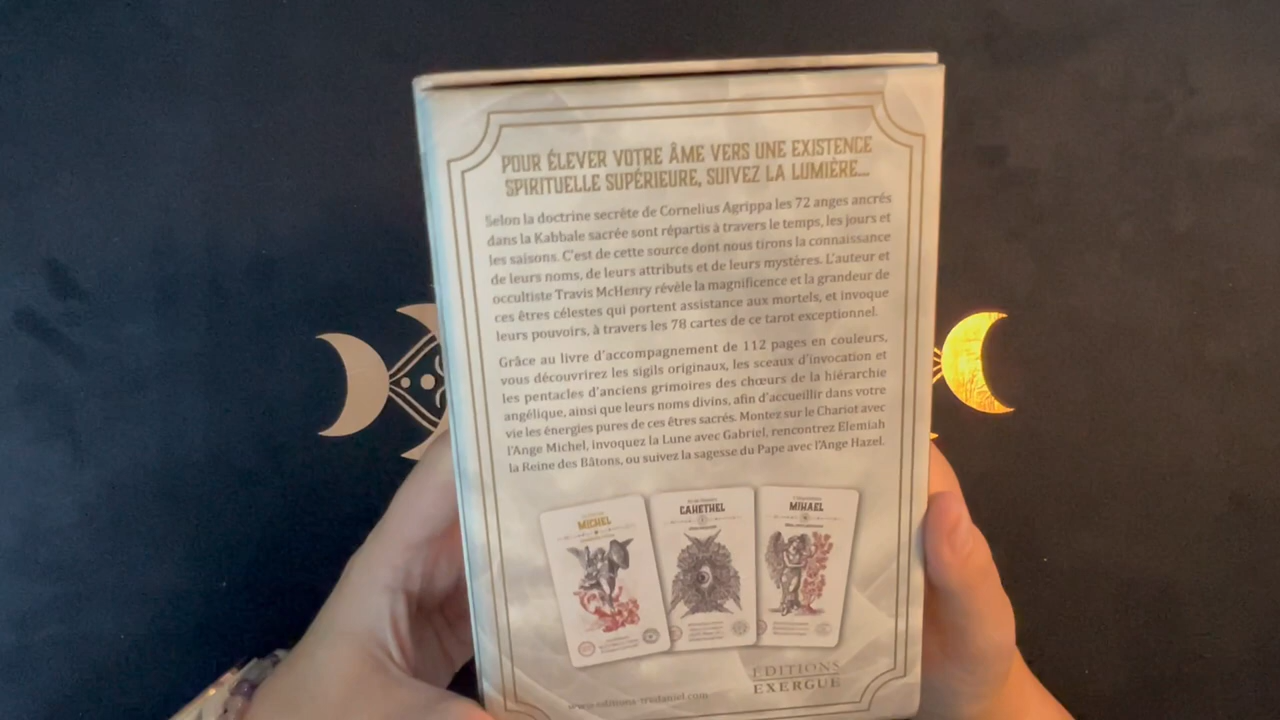 POUR ÉLEVER VOTRE ÂME VERS UNE EXISTENCE
SPIRITUELLE SUPÉRIEURE, SUIVEZ LA LUMIÈRE...
Selon la doctrine secrète de Cornelius Agrippa les 72 anges ancrés
dans la Kabbale sacrée sont répartis à travers le temps, les jours et
les saisons. C'est de cette source dont nous tirons la connaissance
de leurs noms, de leurs attributs et de leurs mystères. L'auteur et
occultiste Travis McHenry révèle la magnificence et la grandeur de
ces êtres célestes qui portent assistance aux mortels, et invoque
leurs pouvoirs, à travers les 78 cartes de ce tarot exceptionnel.
Grâce au livre d'accompagnement de 112 pages en couleurs,
vous découvrirez les sigils originaux, les sceaux d'invocation et
les pentacles d'anciens grimoires des chœurs de la hiérarchie
angélique, ainsi que leurs noms divins, afin d'accueillir dans votre
vie les énergies pures de ces êtres sacrés. Montez sur le Chariot avec
l'Ange Michel, invoquez la Lune avec Gabriel, rencontrez Elemiah
la Reine des Bâtons, ou suivez la sagesse du Pape avec l'Ange Hazel.
MICHEL
CAHETHEL
MIHAEL
ÉDITIONS
EXERGUE
www.editions-tredaniel.com